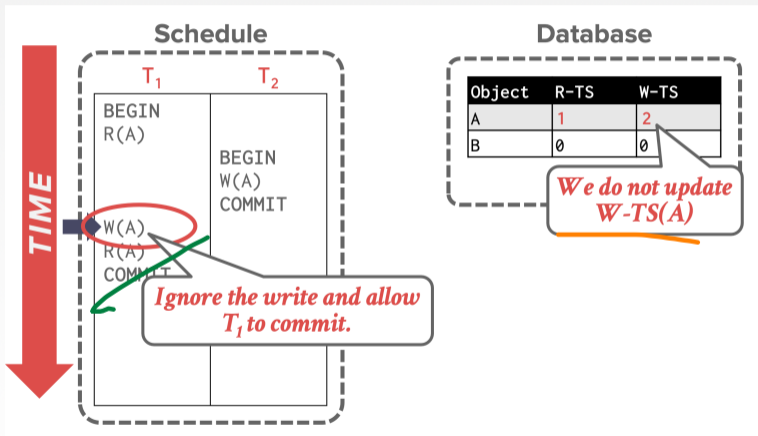 Schedule
Database
TIME
T1 T2
BEGIN
R(A)
BEGIN
W(A)
COMMIT
W(A)
R(A)
COMMIT
Ignore the write and allow
T1 to commit.
Object R-TS W-TS
A 1 2
B 0 0
We do not update
W-TS(A)